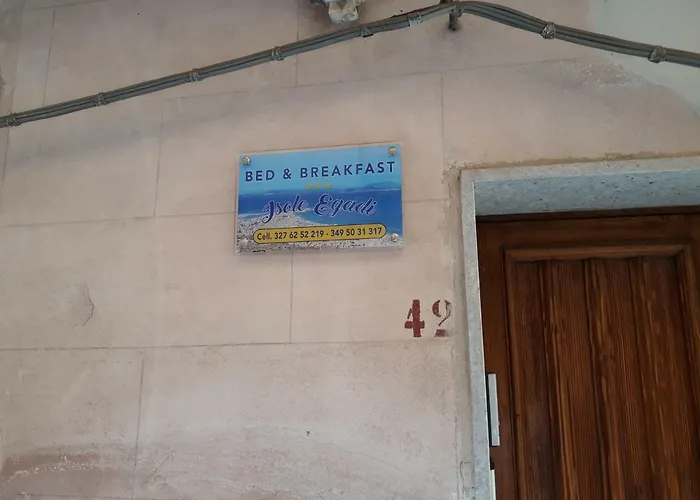 BED & BREAKFAST
Isole Egadi
Cell. 327 62 52 219 - 349 50 31 317
42